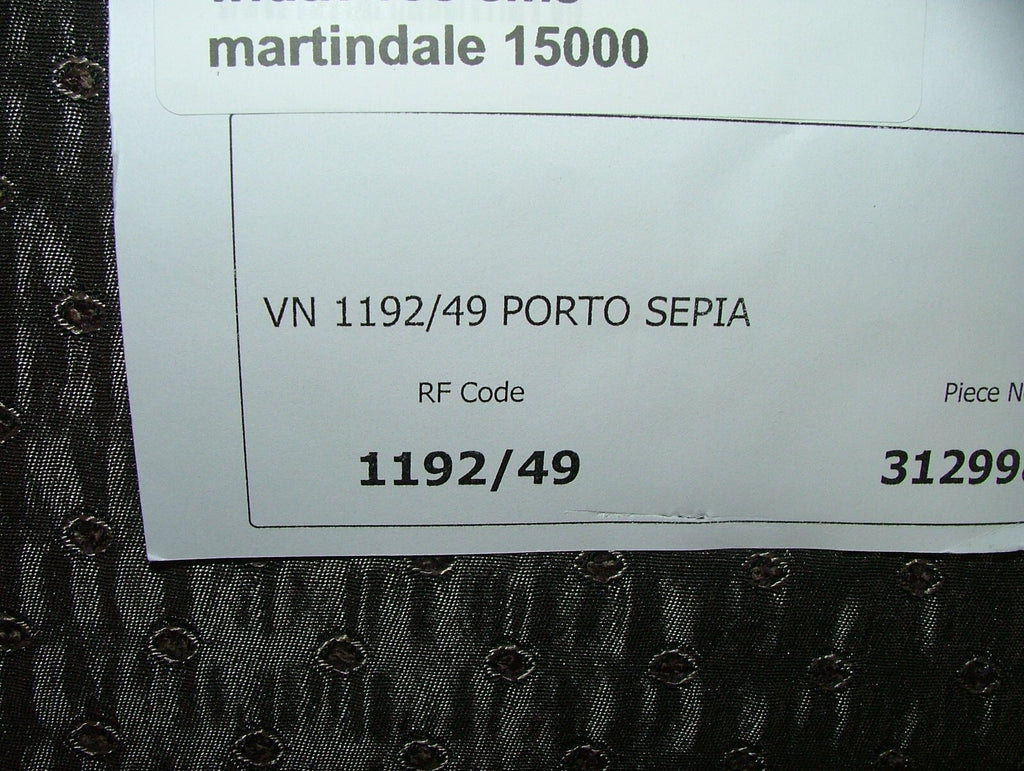 martindale 15000
VN 1192/49 PORTO SEPIA
RF Code
Piece
1192/49
31299